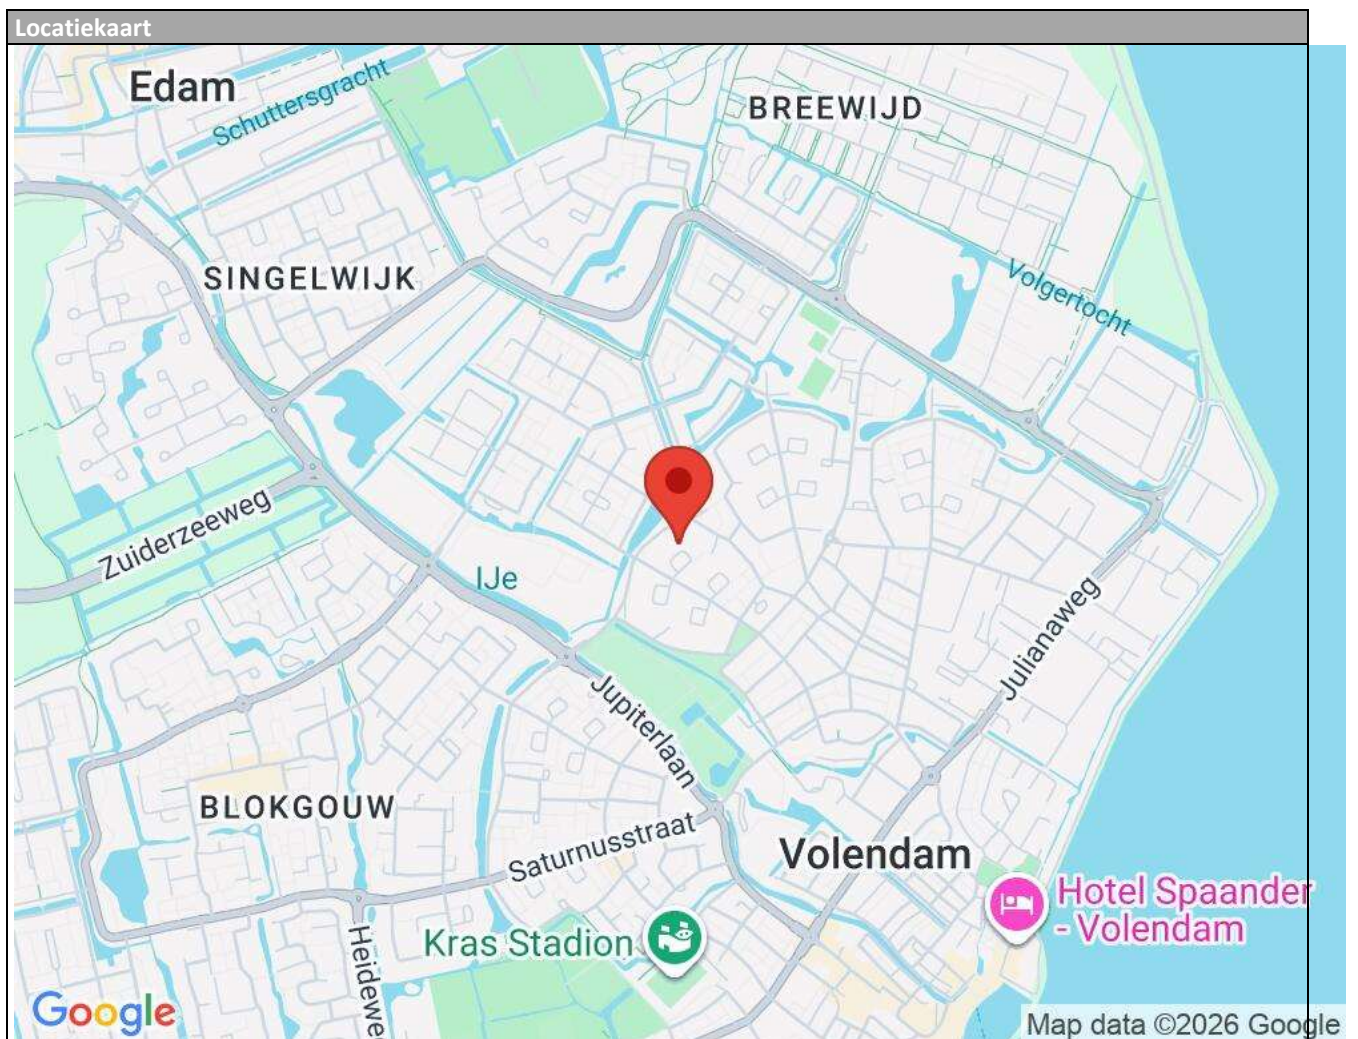 Locatiekaart
Edam
Schuttersgracht
BREEWIJD
SINGELWIJK
Volgertocht
Zuiderzeeweg
IJe
Julianaweg
Jupiterlaan
BLOKGOUW
Saturnusstraat
Volendam
Hotel Spaander
- Volendam
Kras Stadion
Heidewe
Google
Map data ©2026 Google